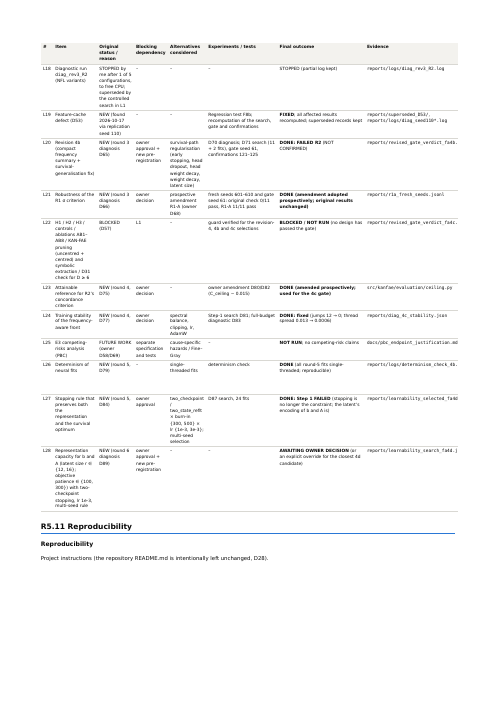 # Item Original status / reason Blocking dependency Alternatives considered Experiments / tests Final outcome Evidence
L18 Diagnostic run diag_rev3_R2 (NFL variants) STOPPED by me after 1 of 5 configurations, to free CPU; superseded by the controlled search in L1 – – – STOPPED (partial log kept) reports/logs/diag_rev3_R2.log
L19 Feature-cache defect (D53) NEW (found 2026-10-17 via replication seed 110) – – Regression test F8b; recomputation of the search, gate and confirmations FIXED; all affected results recomputed; superseded records kept reports/superseded_D53/, reports/logs/diag_seed110*.log
L20 Revision 4b (compact frequency summary + survival-generalisation fix) NEW (round 3 diagnosis D65) owner approval + new pre-registration survival-path regularisation (early stopping, head dropout, head weight decay, weight decay, latent size) D70 diagnosis, D71 search (11 + 2 fits), gate seed 61, confirmations 121–125 DONE; FAILED R2 (NOT CONFIRMED) reports/revised_gate_verdict_fa4b.
L21 Robustness of the R1 σ criterion NEW (round 3 diagnosis D66) owner decision prospective amendment R1-A (owner D68) fresh seeds 601–610 and gate seed 61: original check 0/11 pass, R1-A 11/11 pass DONE (amendment adopted prospectively; original results unchanged) reports/r1a_fresh_seeds.jsonl
L22 H1 / H2 / H3 / controls / ablations AB1–AB8 / KAN-FAE pruning (uncentred + centred) and symbolic extraction / D31 check for D ≥ 6 BLOCKED (D57) L1 – guard verified for the revision-4, 4b and 4c selections BLOCKED / NOT RUN (no design has passed the gate) reports/revised_gate_verdict_fa4c.
L23 Attainable reference for R2's concordance criterion NEW (round 4, D75) owner decision – owner amendment D80/D82 (C_ceiling − 0.015) DONE (amended prospectively; used for the 4c gate) src/kanfae/evaluation/ceiling.py
L24 Training stability of the frequency-aware front NEW (round 4, D77) owner decision spectral balance, clipping, lr, AdamW Step-1 search D81; full-budget diagnostic D83 DONE: fixed (jumps 12 → 0; lr-end spread 0.013 → 0.0006) reports/diag_4c_stability.json
L25 E3 competing-risks analysis (PBC) FUTURE WORK (owner D58/D69) separate specification and tests cause-specific hazards / Fine-Gray – NOT RUN; no competing-risk claims docs/pbc_endpoint_justification.md
L26 Determinism of neural fits NEW (round 5, D79) – single-threaded fits determinism check DONE (all round-5 fits single-threaded; reproducible) reports/logs/determinism_check_4b.
L27 Stopping rule that preserves both the representation and the survival optimum NEW (round 5, D84) owner approval two_checkpoint / two_state_refit × burn-in {300, 500} × lr {1e-3, 3e-3}; multi-seed selection D87 search, 24 fits DONE: Step 1 FAILED (stopping is no longer the constraint; the latent's encoding of b and A is) reports/learnability_selected_fa4d
L28 Representation capacity for b and A (latent size r ∈ {12, 16}; objective patience ∈ {100, 300}) with two-checkpoint stopping, lr 1e-3, multi-seed rule NEW (round 6 diagnosis D89) owner approval + new pre-registration – – AWAITING OWNER DECISION (or an explicit override for the closest 4d candidate) reports/learnability_search_fa4d.j
R5.11 Reproducibility
Reproducibility
Project instructions (the repository README.md is intentionally left unchanged, D28).